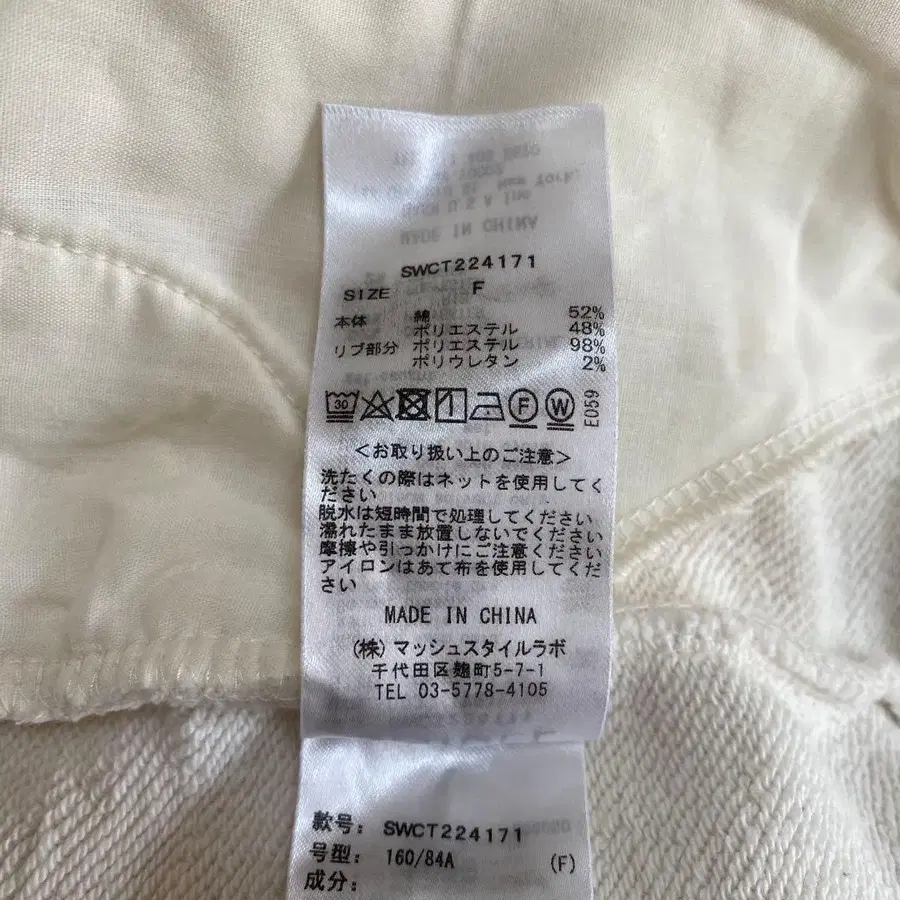 SWCT224171
SIZE F
本体 綿 52%
ポリエステル 48%
リブ部分 ポリエステル 98%
ポリウレタン 2%
30 F W E059
<お取り扱い上のご注意>
洗たくの際はネットを使用してく
ださい
脱水は短時間で処理してください
濡れたまま放置しないでください
摩擦や引っかけにご注意ください
アイロンはあて布を使用してくだ
さい
MADE IN CHINA
(株)マッシュスタイルラボ
千代田区麹町5-7-1
TEL 03-5778-4105
款号: SWCT224171
号型: 160/84A (F)
成分: